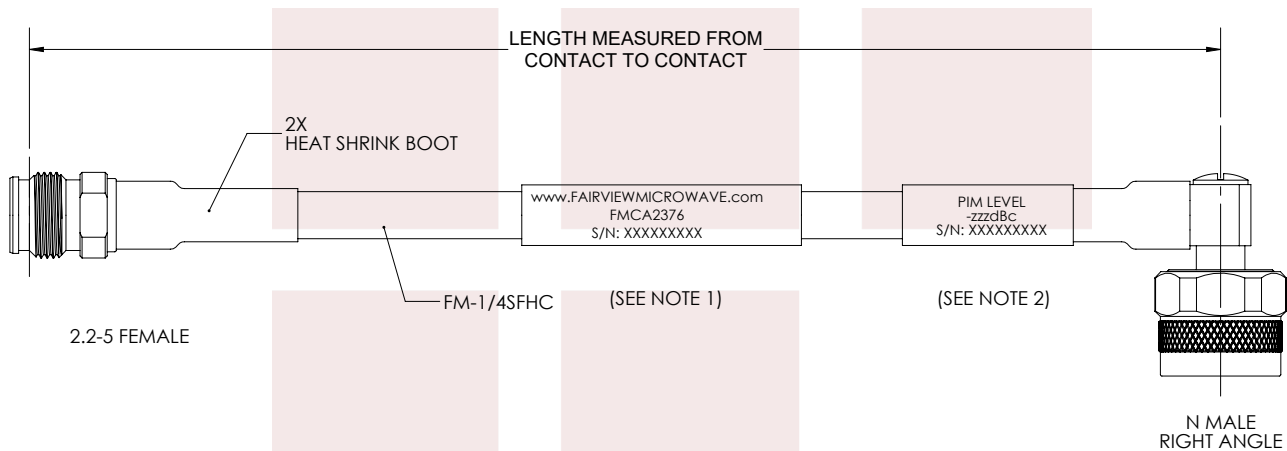 LENGTH MEASURED FROM
CONTACT TO CONTACT
2X
HEAT SHRINK BOOT
www.FAIRVIEWMICROWAVE.com
FMCA2376
S/N: XXXXXXXXX
PIM LEVEL
-zzzdBc
S/N: XXXXXXXXX
FM-1/4SFHC
(SEE NOTE 1)
(SEE NOTE 2)
2.2-5 FEMALE
N MALE
RIGHT ANGLE